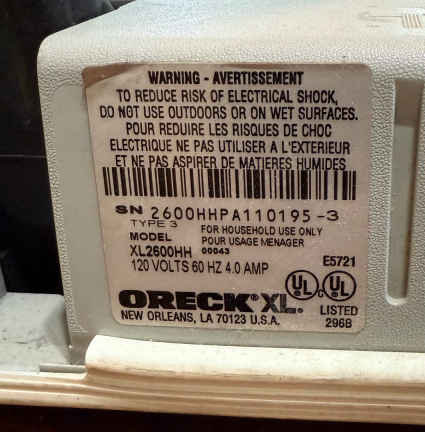 WARNING - AVERTISSEMENT
TO REDUCE RISK OF ELECTRICAL SHOCK,
DO NOT USE OUTDOORS OR ON WET SURFACES.
POUR REDUIRE LES RISQUES DE CHOC
ELECTRIQUE NE PAS UTILISER A L'EXTERIEUR
ET NE PAS ASPIRER DE MATIERES HUMIDES
SN 2600HHPA110195-3
TYPE 3 FOR HOUSEHOLD USE ONLY
MODEL POUR USAGE MENAGER
XL2600HH 00043
120 VOLTS 60 HZ 4.0 AMP E5721
ORECK® XL. UL C UL
NEW ORLEANS, LA 70123 U.S.A. LISTED
296B